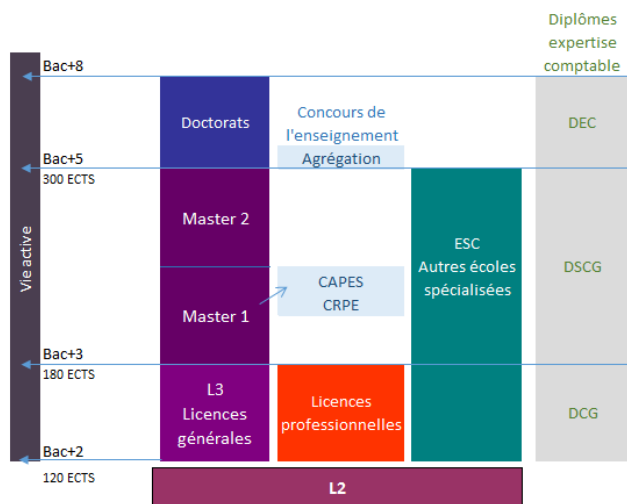 Diplômes
expertise
comptable
Bac+8
Doctorats
Concours de
l'enseignement
Agrégation
DEC
Bac+5
300 ECTS
Vie active
Master 2
ESC
Autres écoles
spécialisées
DSCG
CAPES
CRPE
Master 1
Bac+3
180 ECTS
L3
Licences
générales
Licences
professionnelles
DCG
Bac+2
120 ECTS
L2